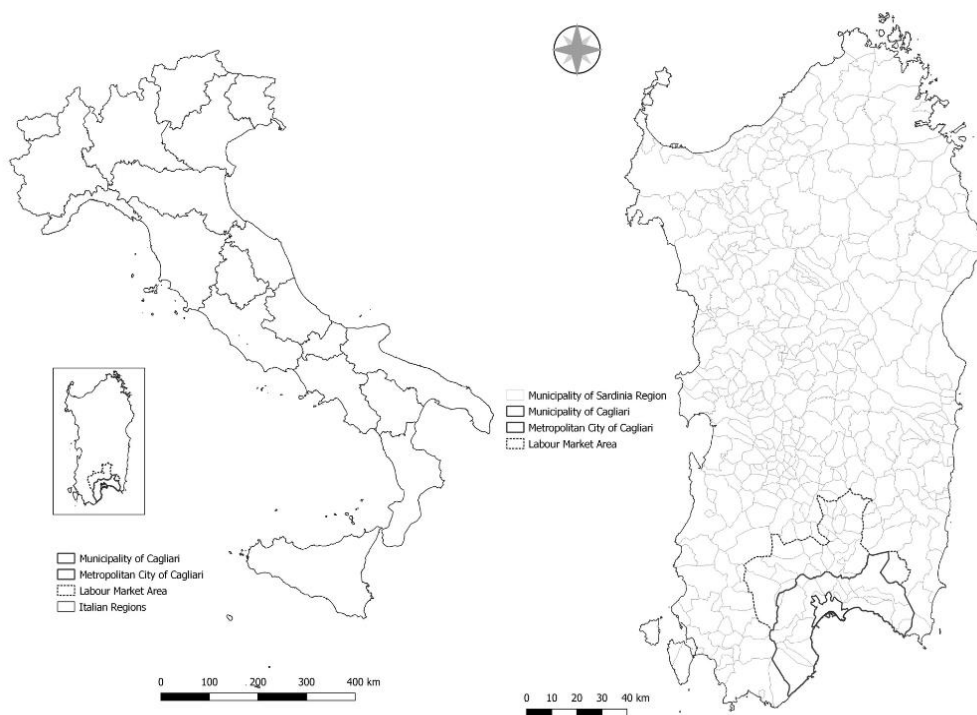 Municipality of Cagliari
Metropolitan City of Cagliari
Labour Market Area
Italian Regions
0 100 200 300 400 km
Municipality of Sardinia Region
Municipality of Cagliari
Metropolitan City of Cagliari
Labour Market Area
0 10 20 30 40 km